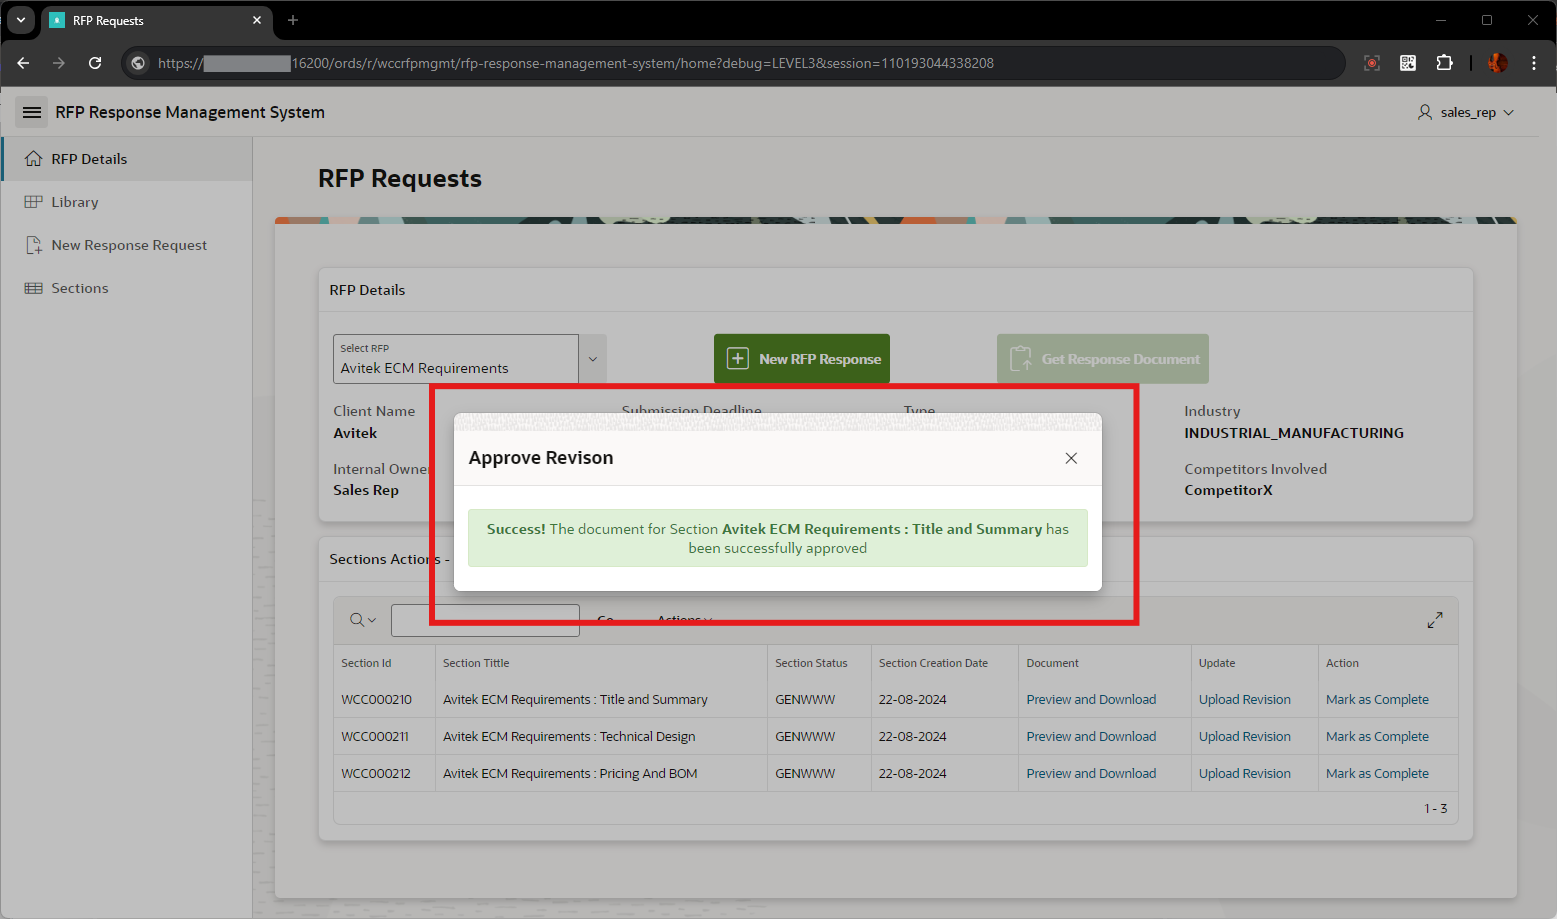 RFP Requests
https://
16200/ords/r/wccrfpmgmt/rfp-response-management-system/home?debug=LEVEL3&session=110193044338208
RFP Response Management System
sales_rep
RFP Details
Library
New Response Request
Sections
RFP Requests
RFP Details
Select RFP
Avitek ECM Requirements
New RFP Response
Get Response Document
Client Name
Avitek
Submission Deadline
Type
Industry
INDUSTRIAL_MANUFACTURING
Internal Owner
Sales Rep
Competitors Involved
CompetitorX
Approve Revison
Success! The document for Section Avitek ECM Requirements : Title and Summary has
been successfully approved
Sections Actions -
Go
Actions
Section Id Section Tittle Section Status Section Creation Date Document Update Action
WCC000210 Avitek ECM Requirements : Title and Summary GENWWW 22-08-2024 Preview and Download Upload Revision Mark as Complete
WCC000211 Avitek ECM Requirements : Technical Design GENWWW 22-08-2024 Preview and Download Upload Revision Mark as Complete
WCC000212 Avitek ECM Requirements : Pricing And BOM GENWWW 22-08-2024 Preview and Download Upload Revision Mark as Complete
1 - 3